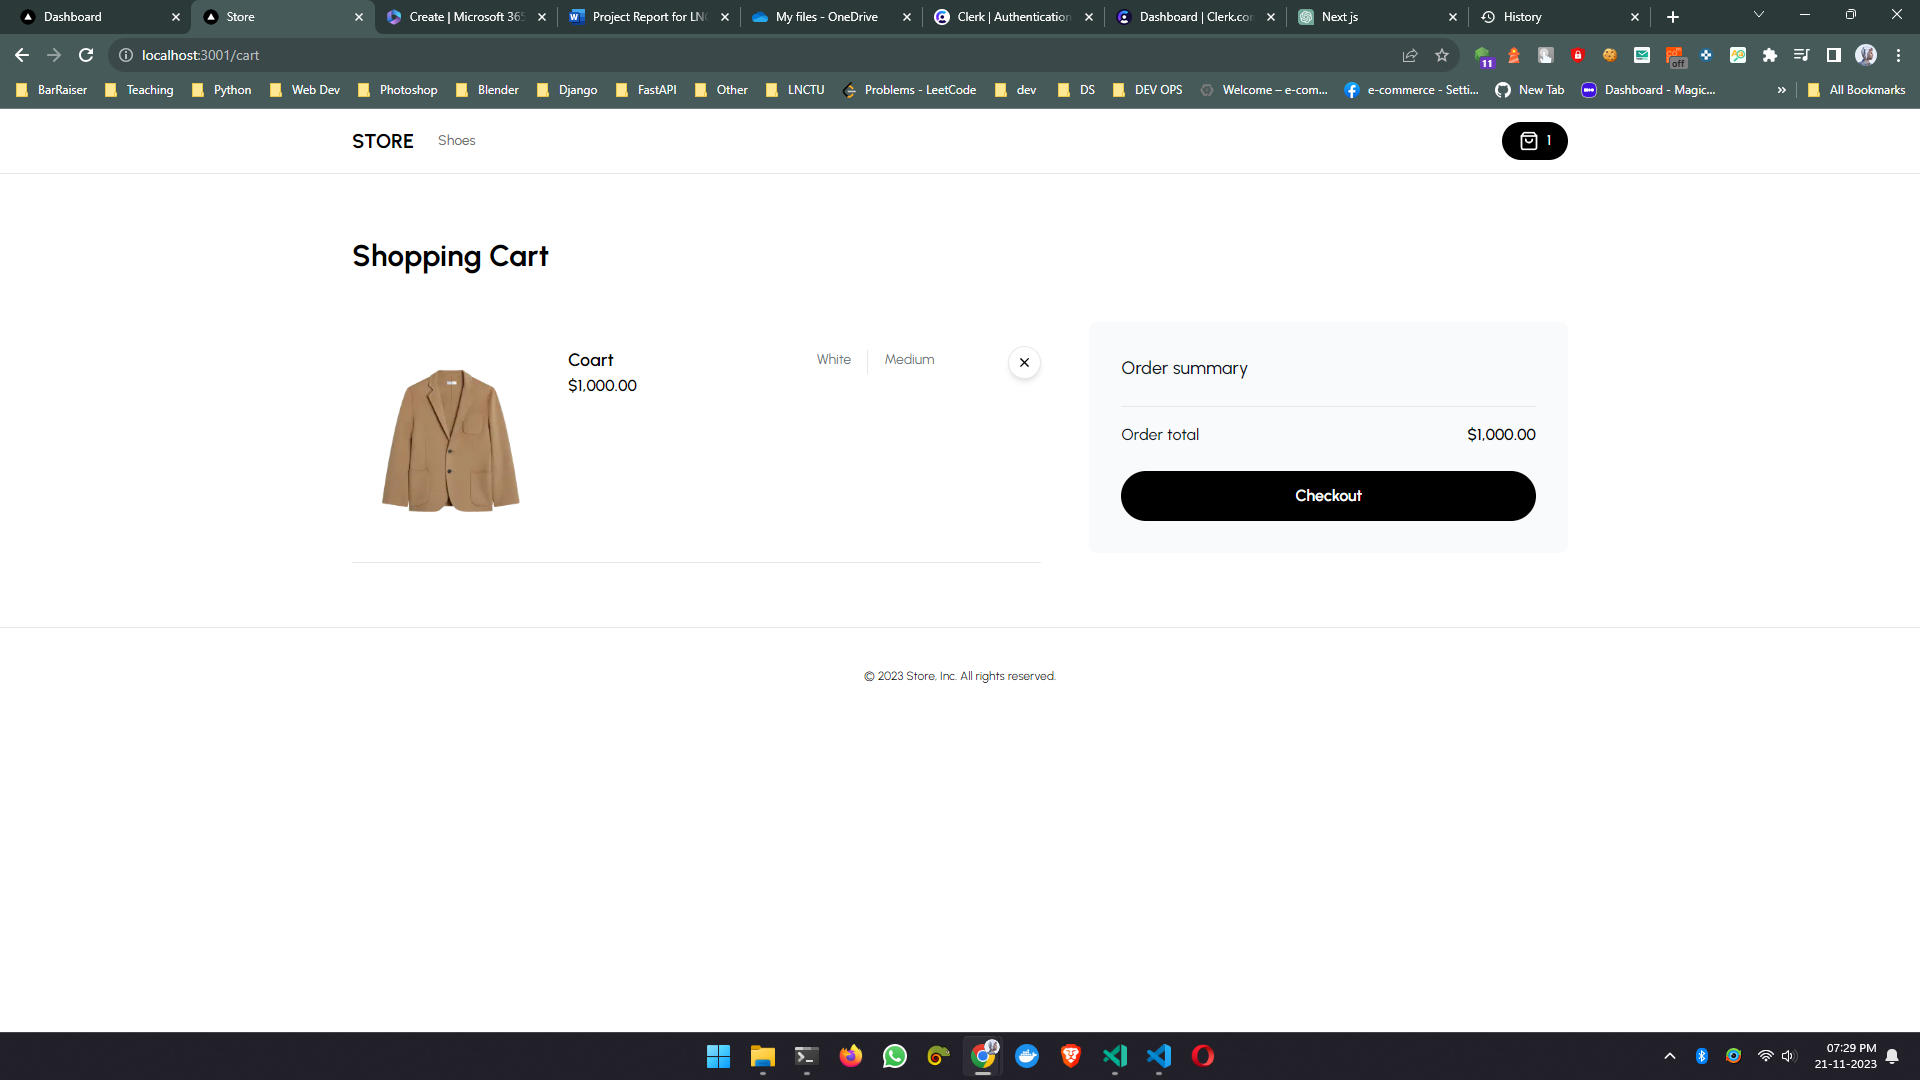 Dashboard
Store
Create | Microsoft 365
Project Report for LNC
My files - OneDrive
Clerk | Authentication
Dashboard | Clerk.com
Next js
History
localhost:3001/cart
11
off
BarRaiser
Teaching
Python
Web Dev
Photoshop
Blender
Django
FastAPI
Other
LNCTU
Problems - LeetCode
dev
DS
DEV OPS
Welcome – e-com...
e-commerce - Setti...
New Tab
Dashboard - Magic...
»
All Bookmarks
STORE
Shoes
1
Shopping Cart
Coart
White
Medium
$1,000.00
Order summary
Order total
$1,000.00
Checkout
© 2023 Store, Inc. All rights reserved.
07:29 PM
21-11-2023